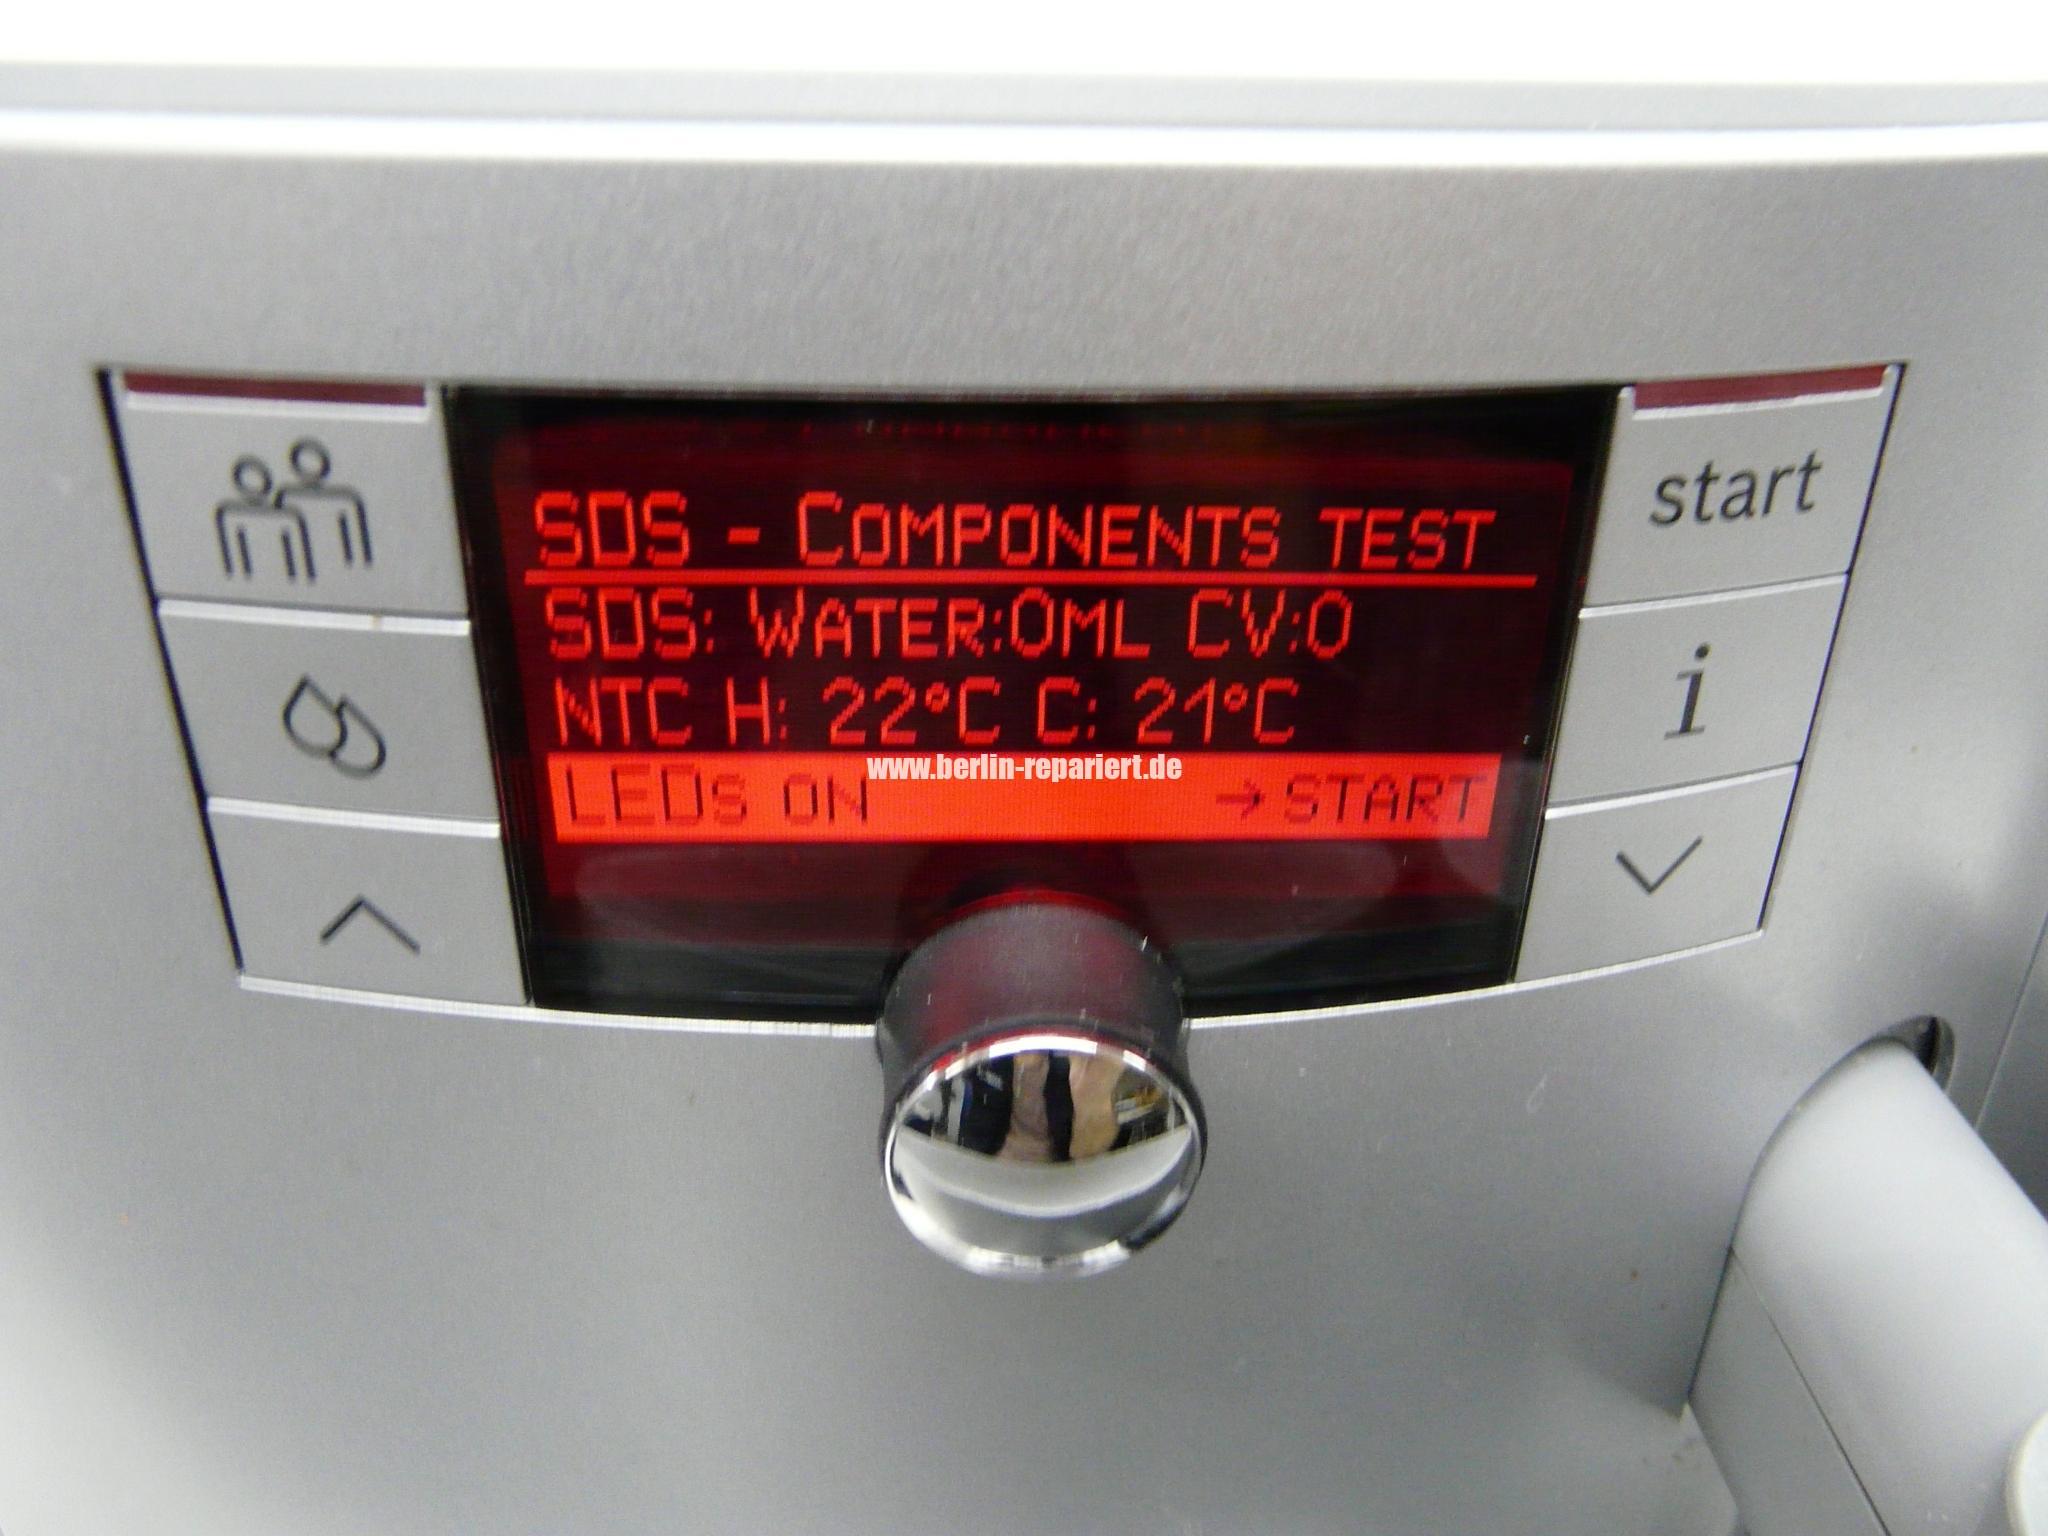 SDS - COMPONENTS TEST
SDS: WATER:0ML CV:0
NTC H: 22°C C: 21°C
LEDS ON → START
www.berlin-repariert.de
start
i